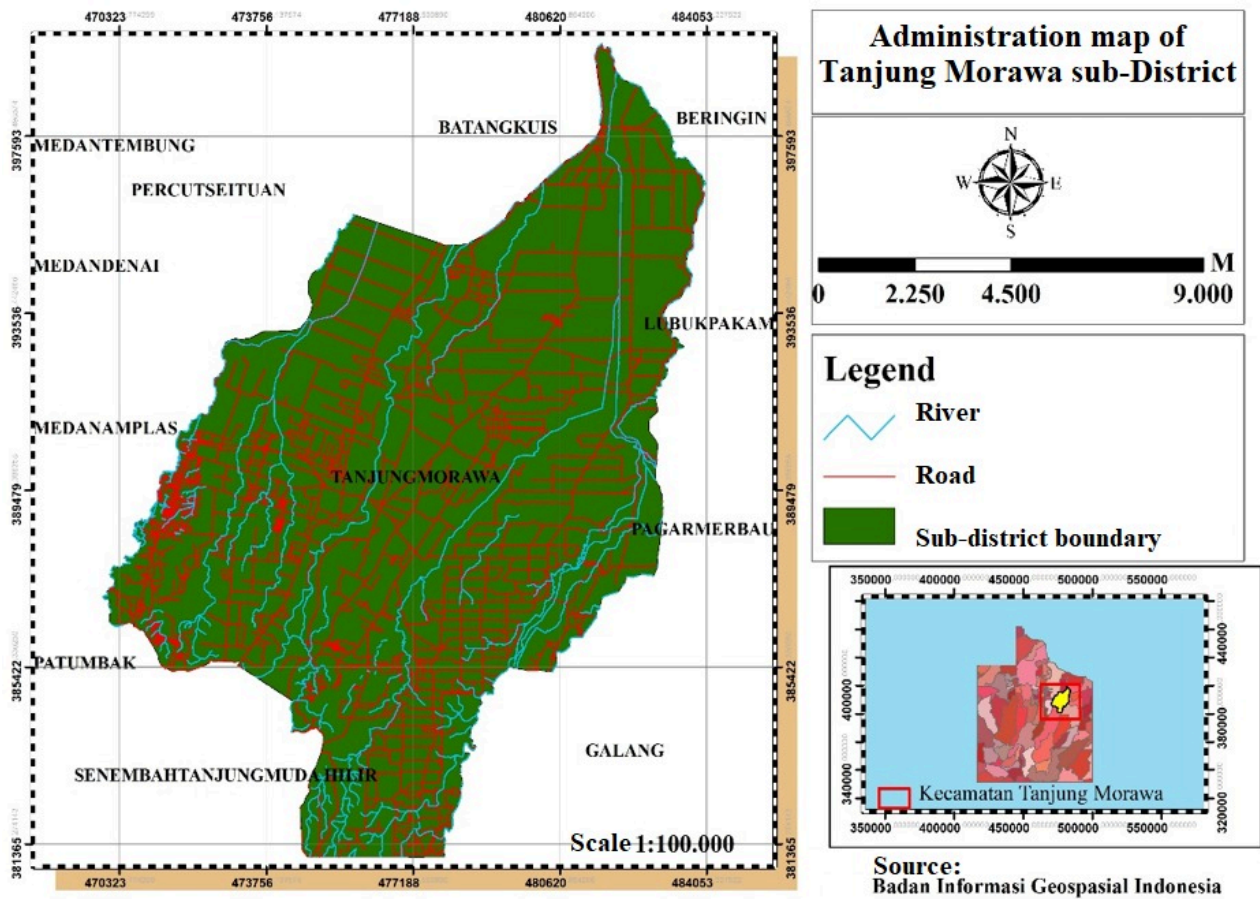 470323 473756 477188 480620 484053
397593 393536 389479 385422 381365
MEDANTEMBUNG
BATANGKUIS
BERINGIN
PERCUTSEITUAN
MEDANDENAI
LUBUKPAKAM
MEDANAMPLAS
TANJUNGMORAWA
PAGARMERBAU
PATUMBAK
GALANG
SENEMBAHTANJUNGMUDAHILIR
Scale 1:100.000
397593 393536 389479 385422 381365
470323 473756 477188 480620 484053
Administration map of
Tanjung Morawa sub-District
N
W E
S
M
0 2.250 4.500 9.000
Legend
River
Road
Sub-district boundary
350000 400000 450000 500000 550000
400000 340000
440000 380000 320000
Kecamatan Tanjung Morawa
350000 400000 450000 500000 550000
Source:
Badan Informasi Geospasial Indonesia